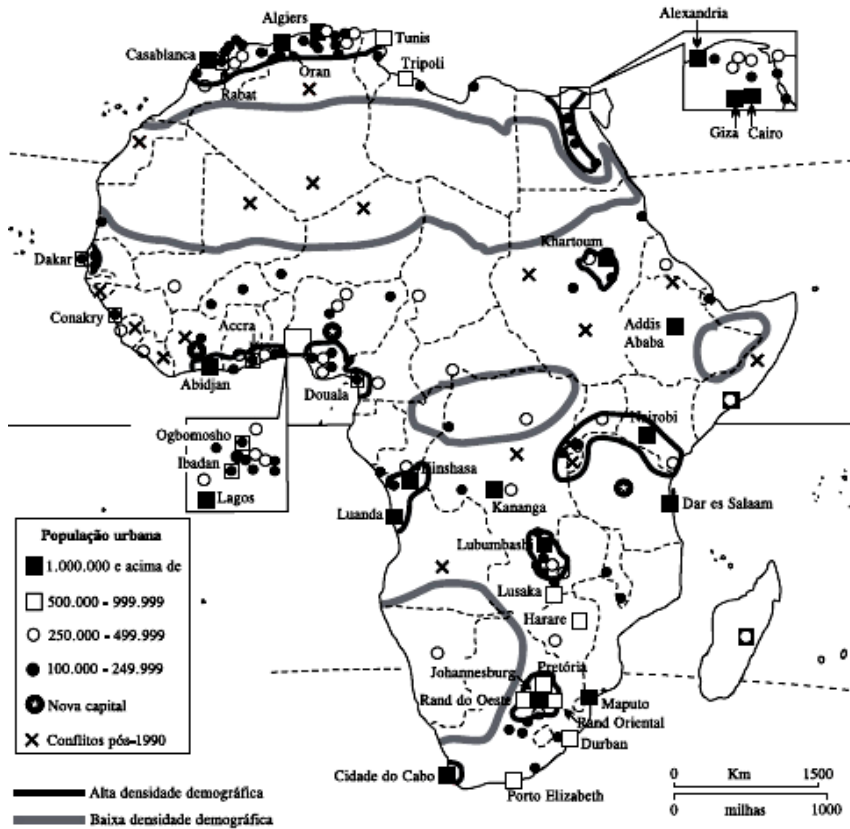 Alexandria
Algiers
Tunis
Casablanca
Oran
Tripoli
Rabat
Giza
Cairo
Khartoum
Dakar
Conakry
Accra
Addis
Ababa
Abidjan
Douala
Nairobi
Ogbomosho
Ibadan
Kinshasa
Lagos
Kananga
Dar es Salaam
Luanda
População urbana
1.000.000 e acima de
500.000 - 999.999
250.000 - 499.999
100.000 - 249.999
Nova capital
Conflitos pós-1990
Lubumbashi
Lusaka
Harare
Johannesburg
Pretória
Rand do Oeste
Maputo
Rand Oriental
Durban
Cidade do Cabo
Porto Elizabeth
0 Km 1500
0 milhas 1000
Alta densidade demográfica
Baixa densidade demográfica